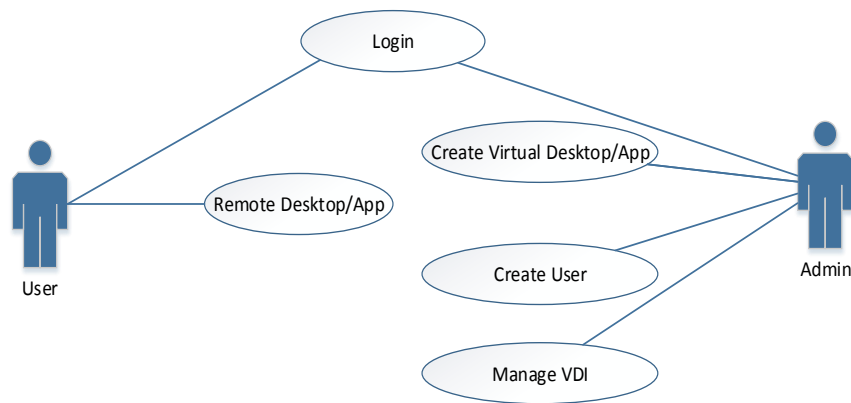 Login
Create Virtual Desktop/App
Remote Desktop/App
User
Create User
Admin
Manage VDI